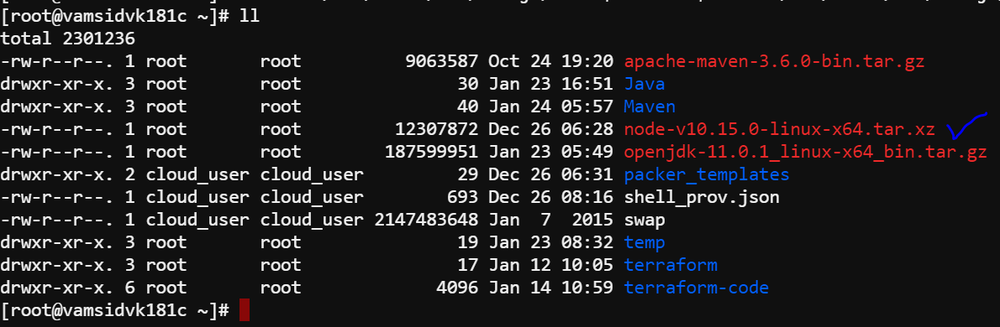 [root@vamsidvk181c ~]# ll
total 2301236
-rw-r--r--. 1 root       root          9063587 Oct 24 19:20 apache-maven-3.6.0-bin.tar.gz
drwxr-xr-x. 3 root       root               30 Jan 23 16:51 Java
drwxr-xr-x. 3 root       root               40 Jan 24 05:57 Maven
-rw-r--r--. 1 root       root         12307872 Dec 26 06:28 node-v10.15.0-linux-x64.tar.xz
-rw-r--r--. 1 root       root        187599951 Jan 23 05:49 openjdk-11.0.1_linux-x64_bin.tar.gz
drwxr-xr-x. 2 cloud_user cloud_user         29 Dec 26 06:31 packer_templates
-rw-r--r--. 1 cloud_user cloud_user        693 Dec 26 08:16 shell_prov.json
-rw-r--r--. 1 cloud_user cloud_user 2147483648 Jan  7  2015 swap
drwxr-xr-x. 3 root       root               19 Jan 23 08:32 temp
drwxr-xr-x. 3 root       root               17 Jan 12 10:05 terraform
drwxr-xr-x. 6 root       root             4096 Jan 14 10:59 terraform-code
[root@vamsidvk181c ~]#